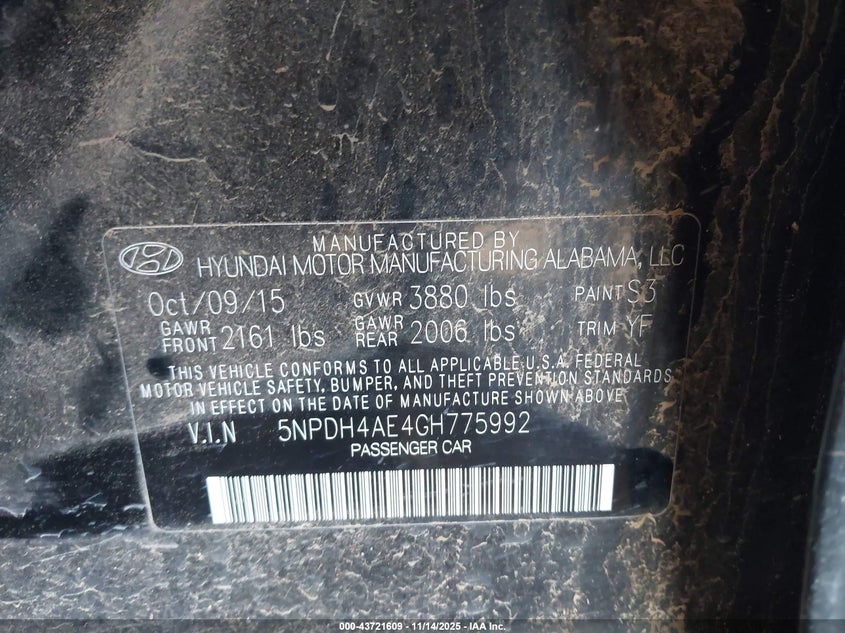 MANUFACTURED BY
HYUNDAI MOTOR MANUFACTURING ALABAMA, LLC
Oct/09/15 GVWR 3880 lbs PAINT S3
GAWR FRONT 2161 lbs GAWR REAR 2006 lbs TRIM YF
THIS VEHICLE CONFORMS TO ALL APPLICABLE U.S.A. FEDERAL
MOTOR VEHICLE SAFETY, BUMPER, AND THEFT PREVENTION STANDARDS
IN EFFECT ON THE DATE OF MANUFACTURE SHOWN ABOVE
V.I.N 5NPDH4AE4GH775992
PASSENGER CAR
000-43721609 - 11/14/2025 - IAA Inc.